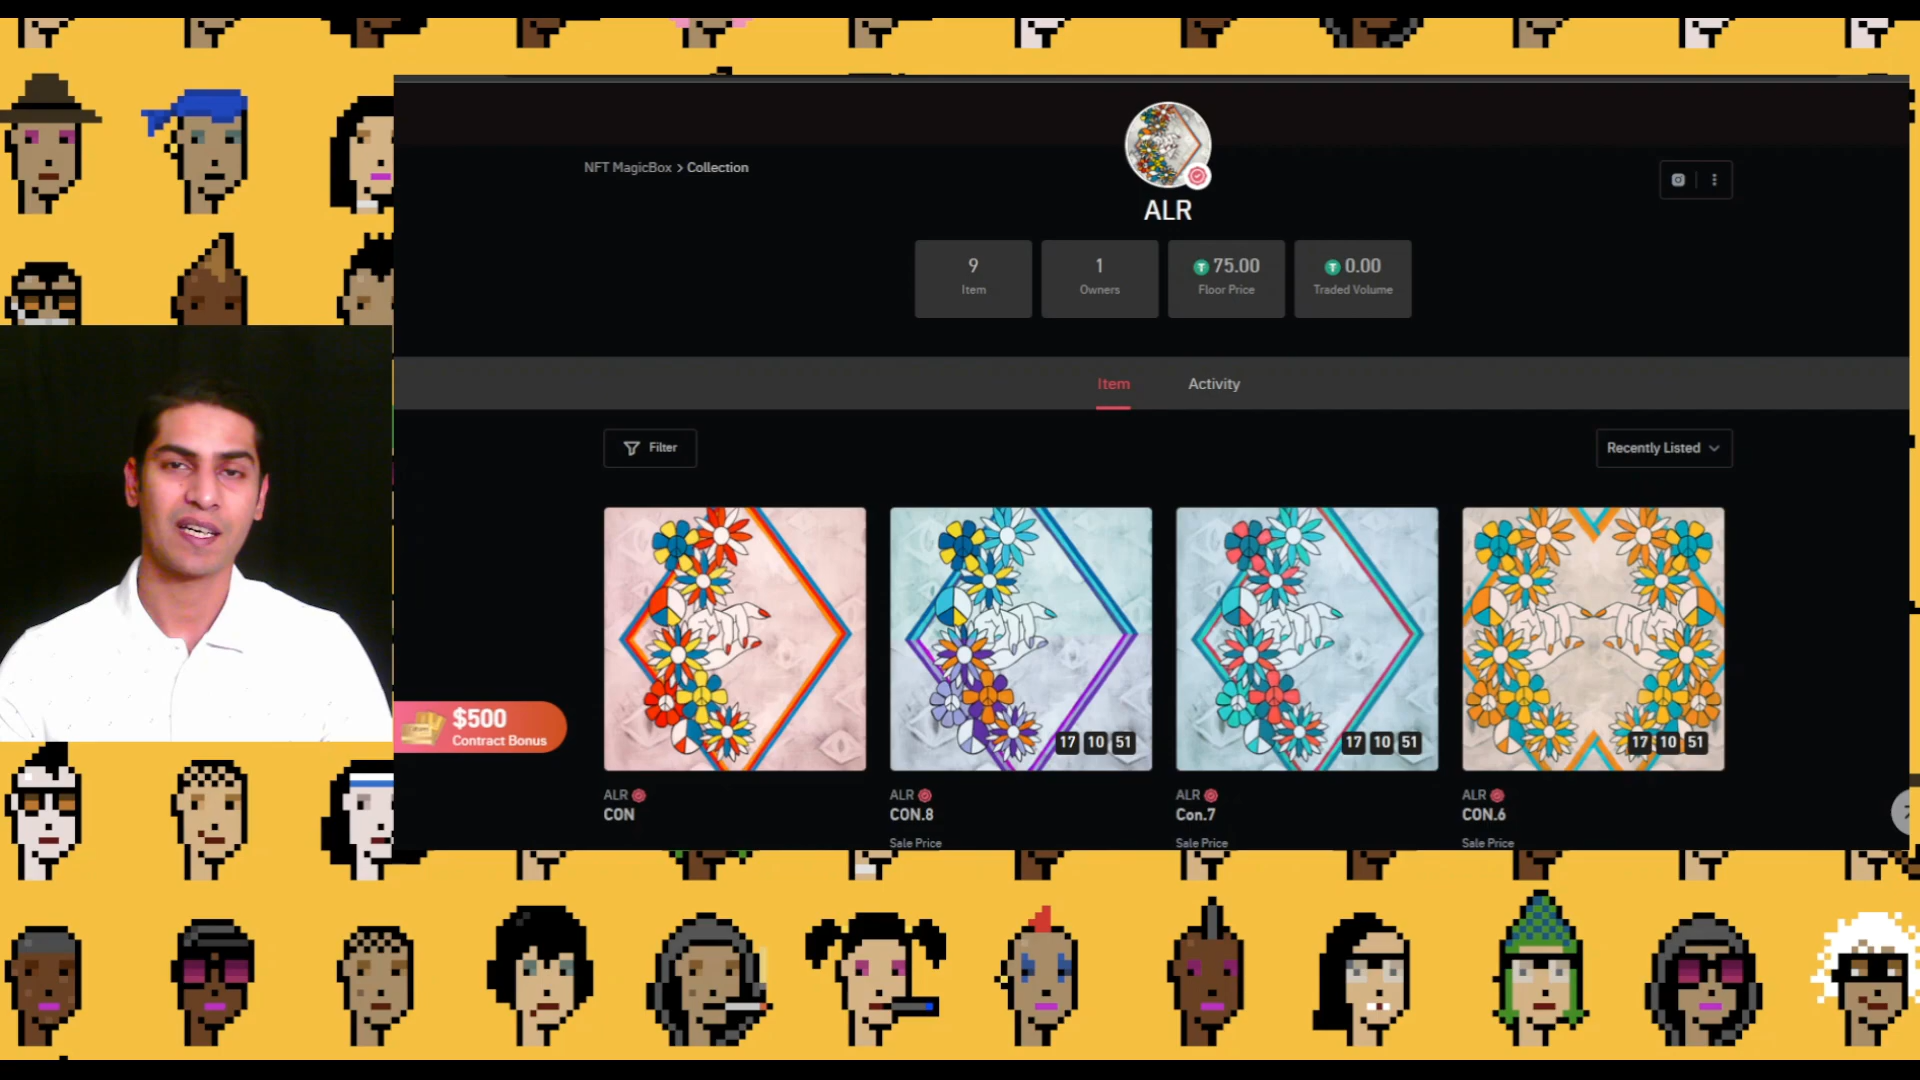 NFT MagicBox > Collection
ALR
9
Item
1
Owners
75.00
Floor Price
0.00
Traded Volume
Item
Activity
Filter
Recently Listed
$500
Contract Bonus
17 10 51
17 10 51
17 10 51
ALR
CON
ALR
CON.8
Sale Price
ALR
Con.7
Sale Price
ALR
CON.6
Sale Price